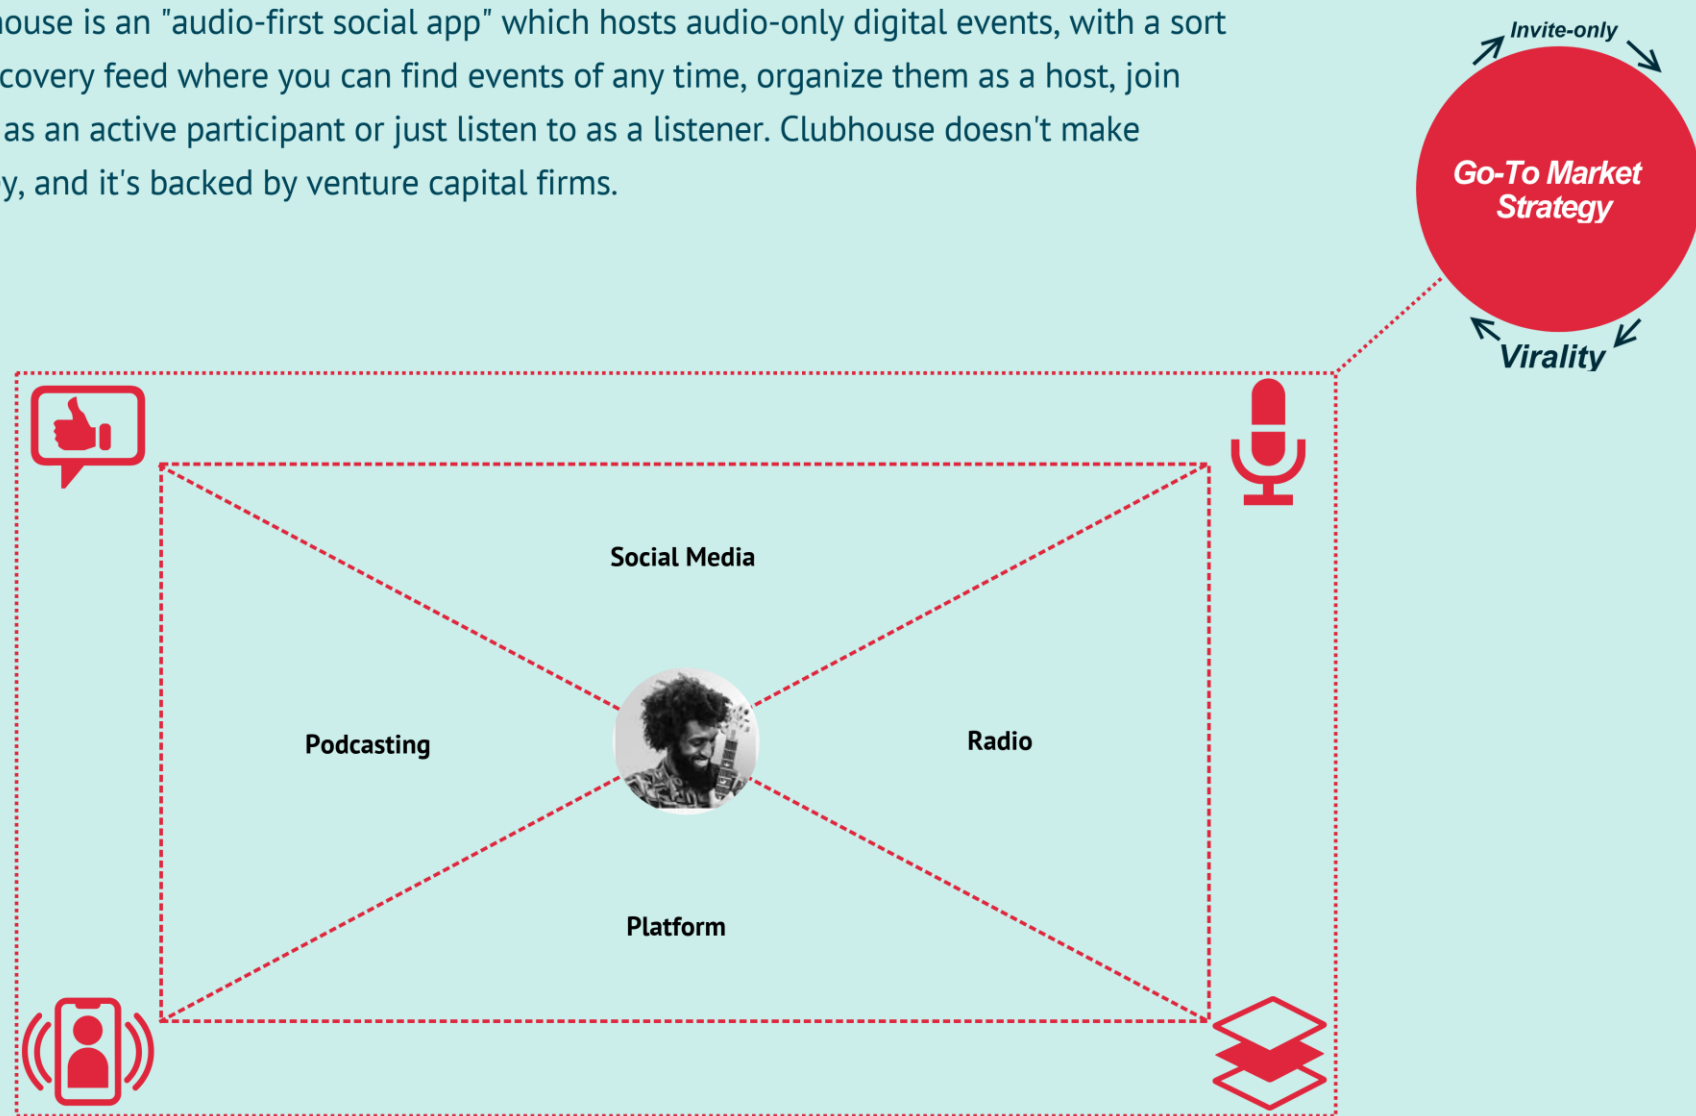 ouse is an "audio-first social app" which hosts audio-only digital events, with a sort
covery feed where you can find events of any time, organize them as a host, join
as an active participant or just listen to as a listener. Clubhouse doesn't make
y, and it's backed by venture capital firms.
Invite-only
Go-To Market
Strategy
Virality
Social Media
Podcasting
Radio
Platform